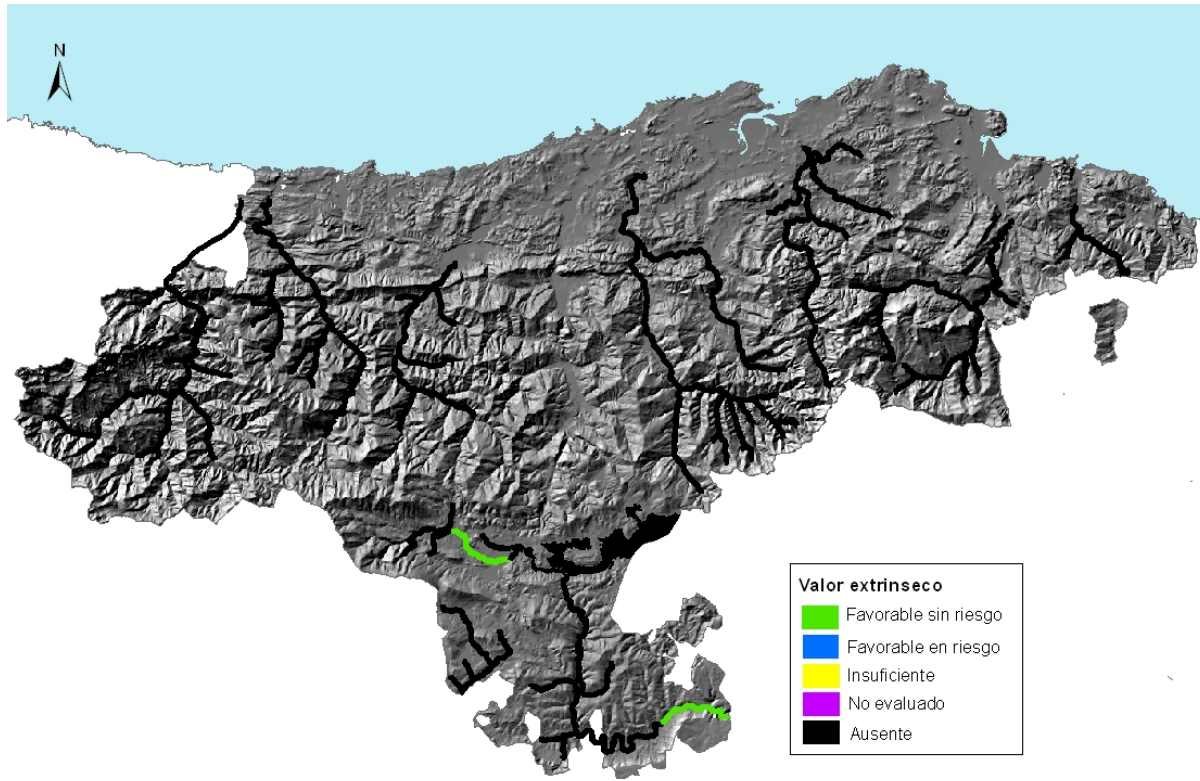 N
Valor extrinseco
Favorable sin riesgo
Favorable en riesgo
Insuficiente
No evaluado
Ausente